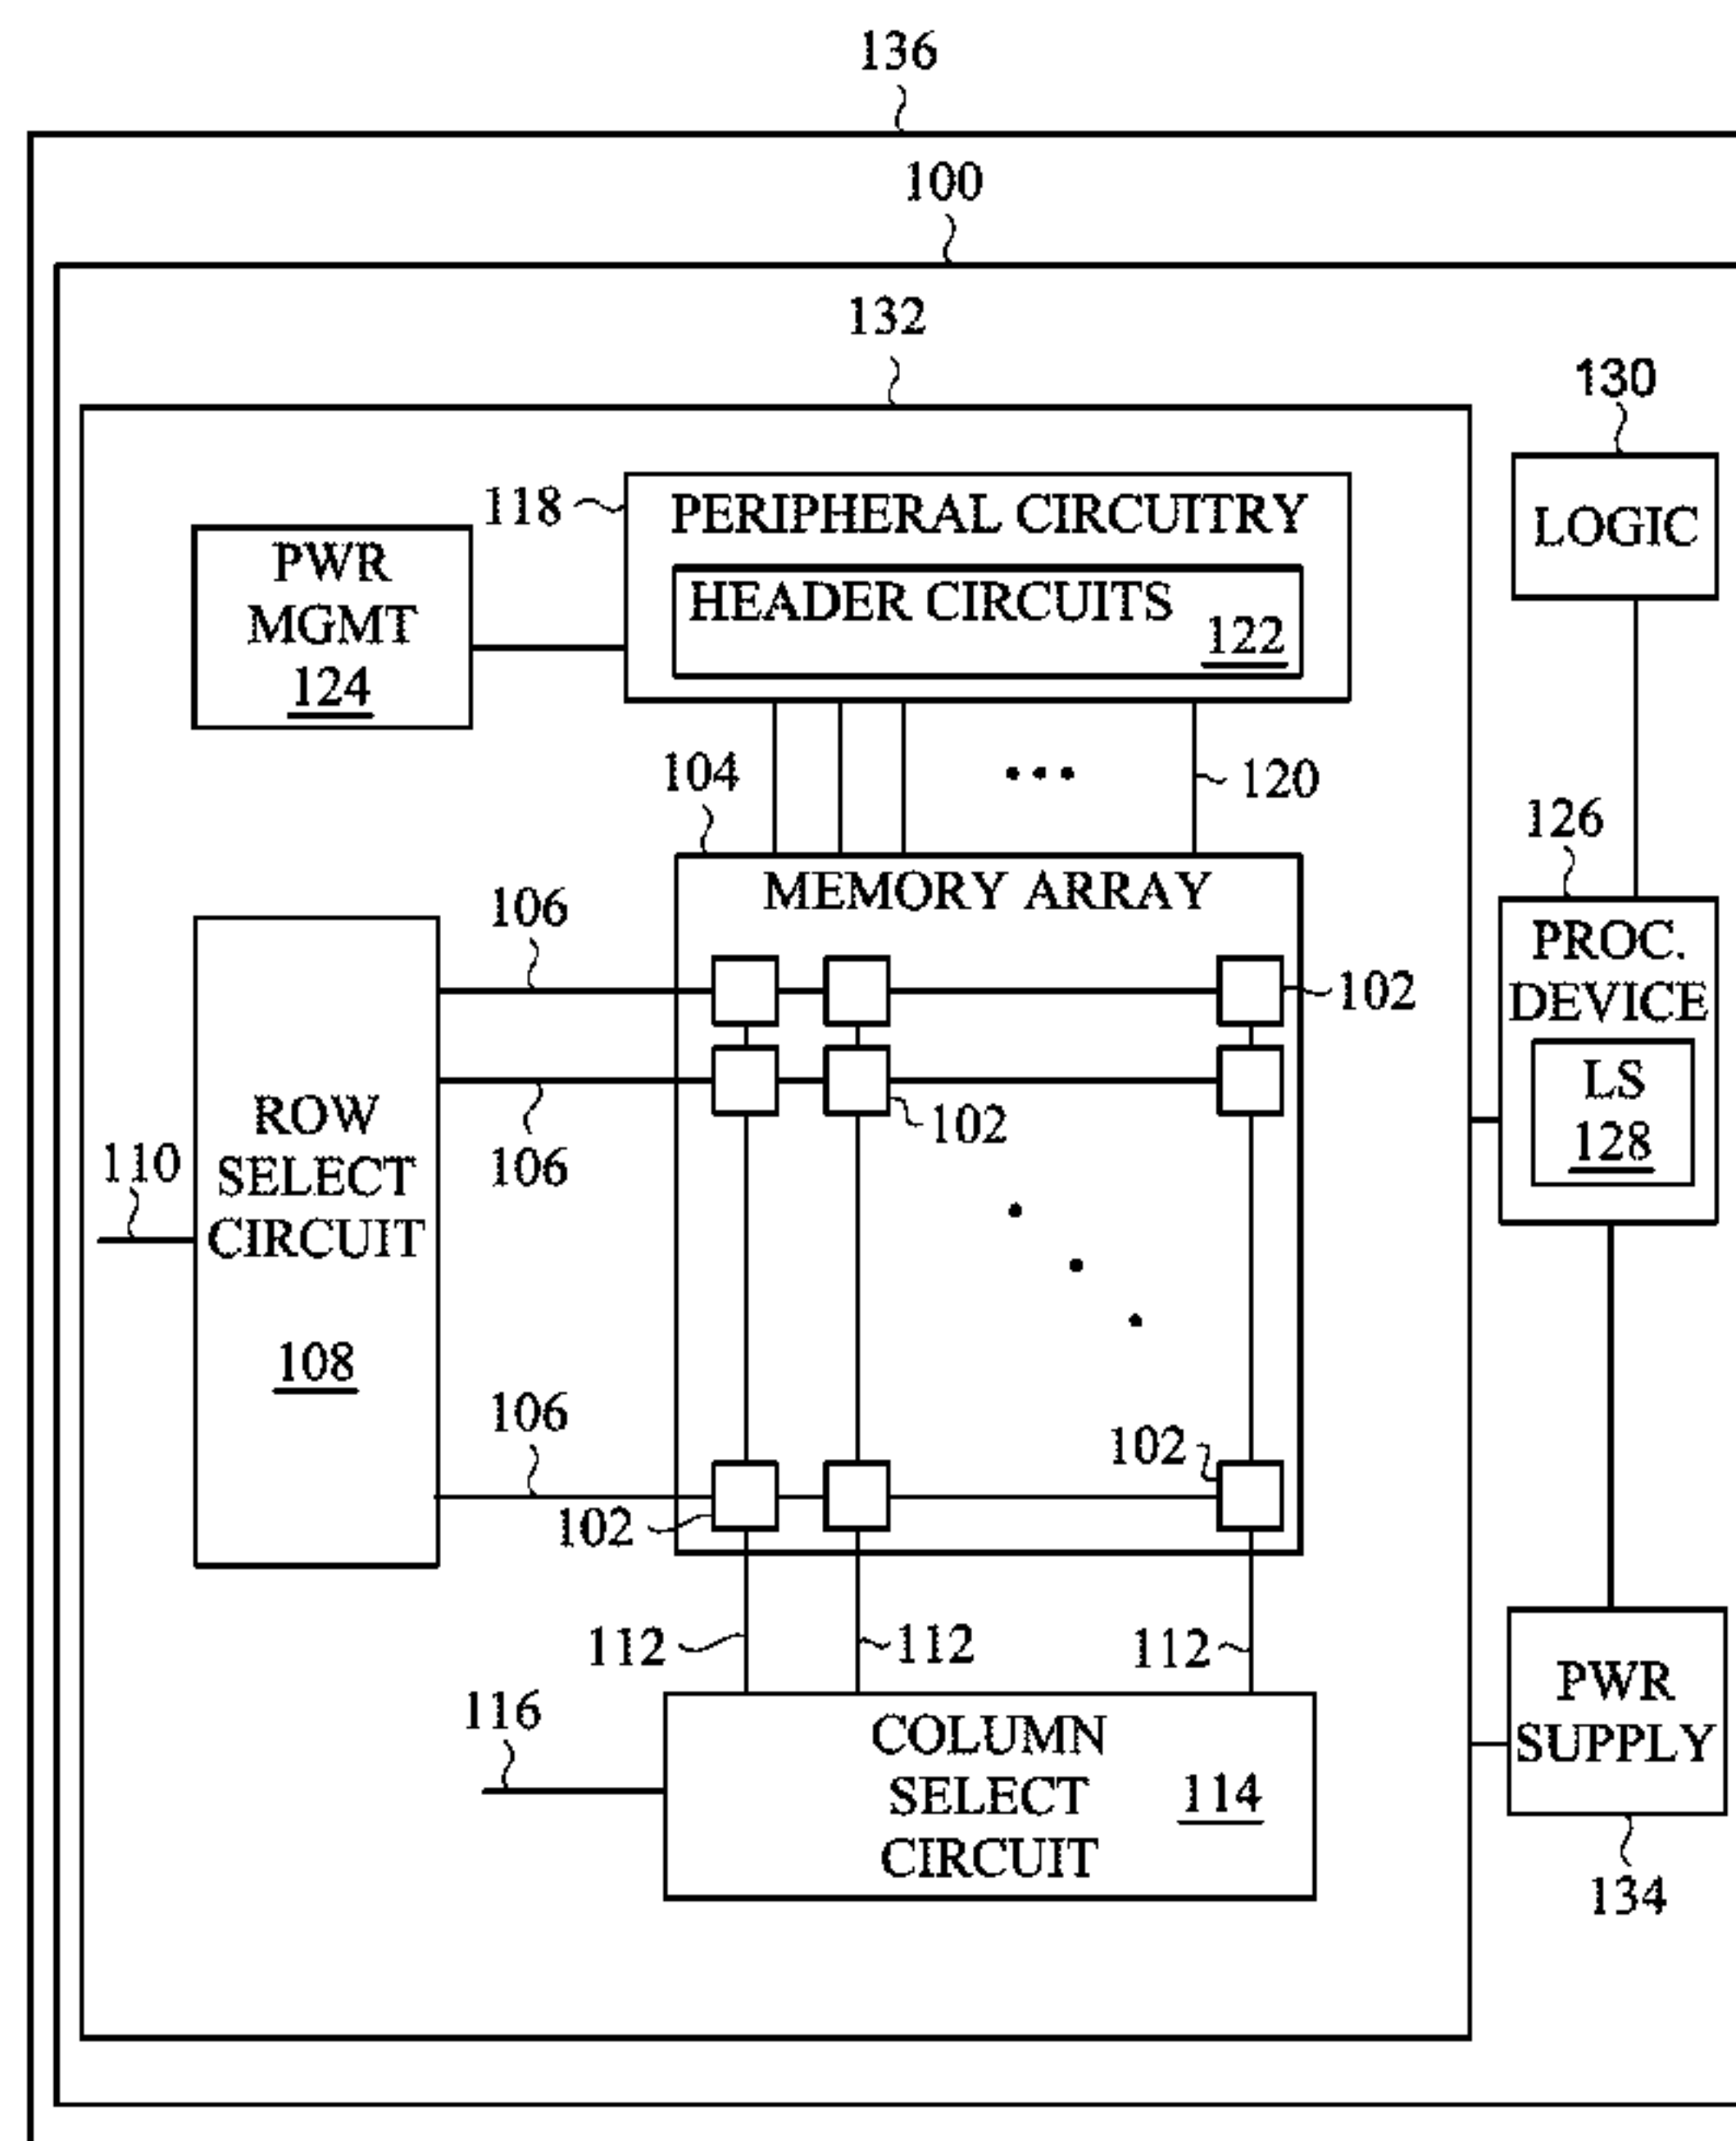 136
100
132
130
118
PERIPHERAL CIRCUITRY
LOGIC
PWR
MGMT
124
HEADER CIRCUITS
122
104
120
126
MEMORY ARRAY
106
PROC.
DEVICE
102
LS
128
ROW
SELECT
CIRCUIT
108
102
110
106
106
102
102
112
112
112
PWR
SUPPLY
116
COLUMN
SELECT
CIRCUIT
114
134